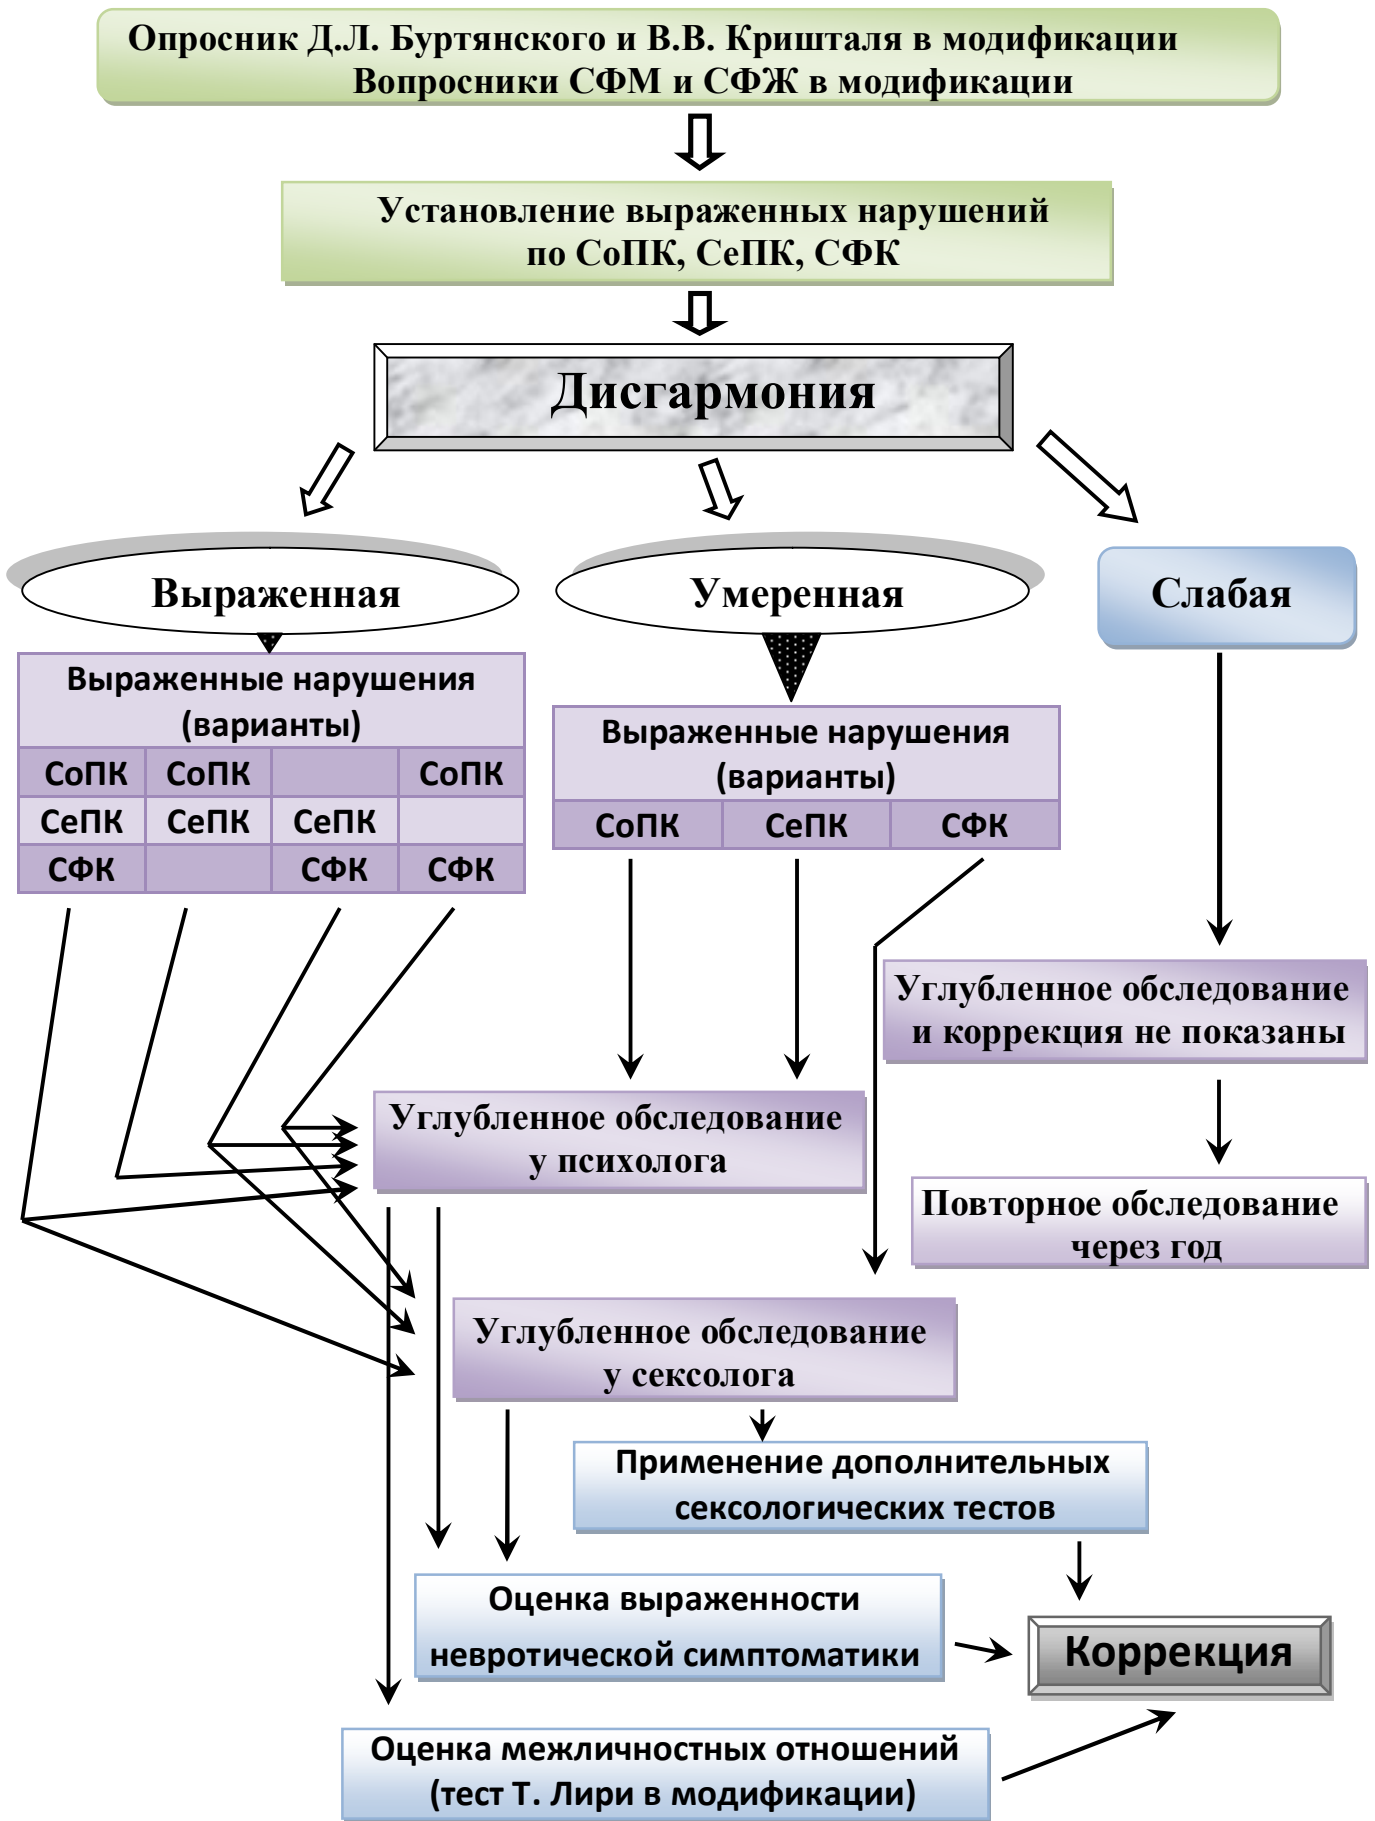 Опросник Д.Л. Буртянского и В.В. Кришталя в модификации
Вопросники СФМ и СФЖ в модификации
Установление выраженных нарушений
по СоПК, СеПК, СФК
Дисгармония
Выраженная
Умеренная
Слабая
Выраженные нарушения
(варианты)
СоПК СоПК СоПК
СеПК СеПК СеПК
СФК СФК СФК
Выраженные нарушения
(варианты)
СоПК СеПК СФК
Углубленное обследование
и коррекция не показаны
Углубленное обследование
у психолога
Повторное обследование
через год
Углубленное обследование
у сексолога
Применение дополнительных
сексологических тестов
Оценка выраженности
невротической симптоматики
Коррекция
Оценка межличностных отношений
(тест Т. Лири в модификации)